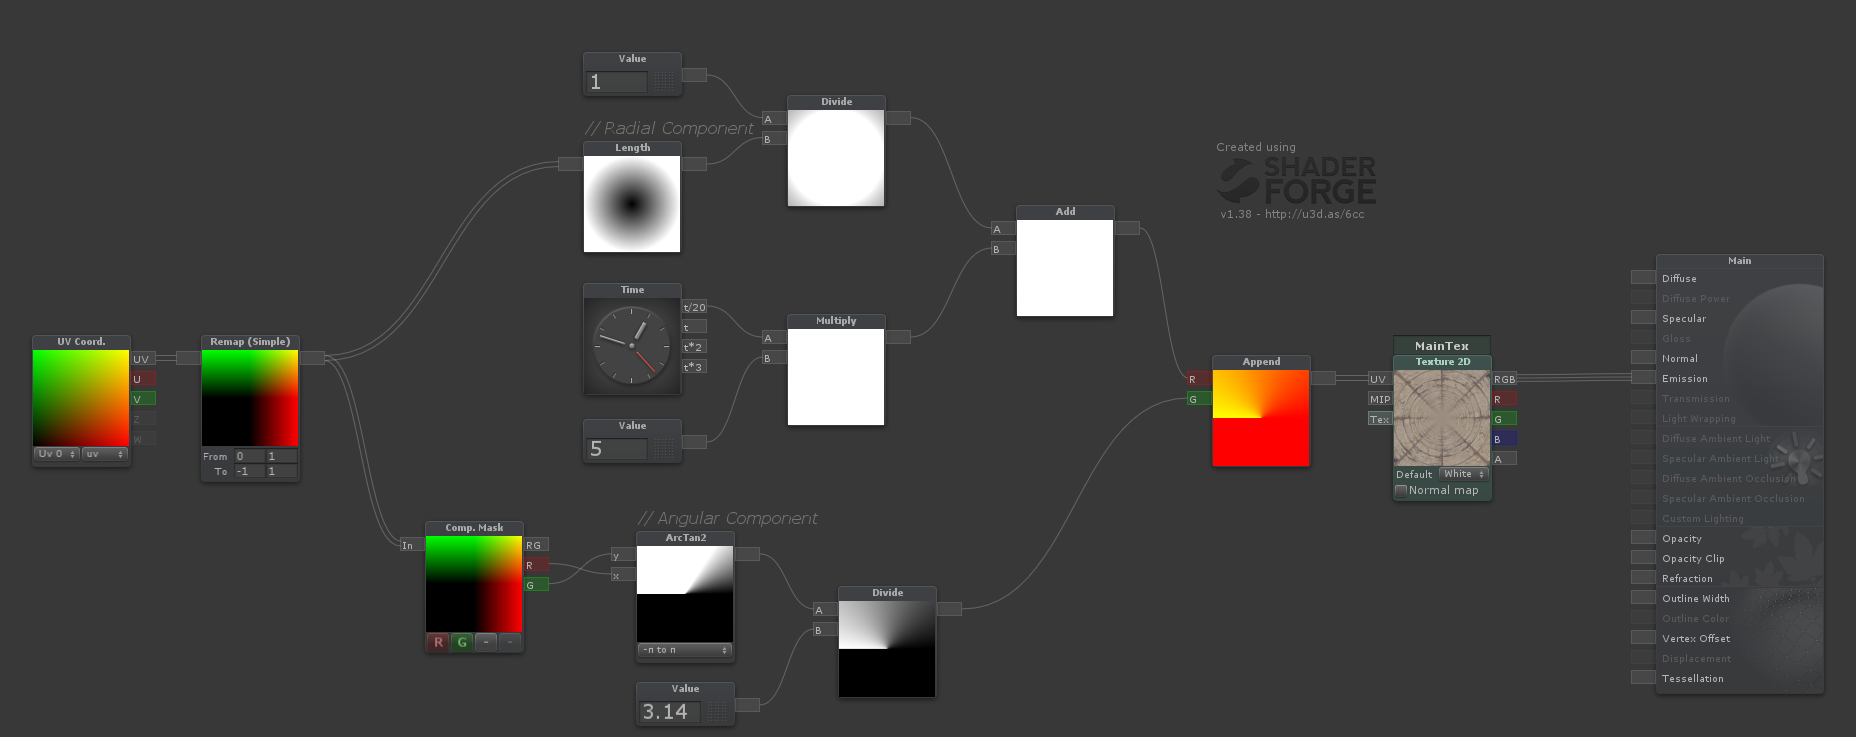 Value
1
Divide
A
B
// Radial Component
Length
Created using
SHADER
FORGE
v1.38 - http://u3d.as/6cc
Add
A
B
Main
Diffuse
Diffuse Power
Specular
Gloss
Normal
Emission
Transmission
Light Wrapping
Diffuse Ambient Light
Specular Ambient Light
Diffuse Ambient Occlusion
Specular Ambient Occlusion
Custom Lighting
Opacity
Opacity Clip
Refraction
Outline Width
Outline Color
Vertex Offset
Displacement
Tessellation
Time
t/20
t
t*2
t*3
Multiply
A
B
Value
5
UV Coord.
UV
U
V
Z
W
Uv 0 uv
Remap (Simple)
From 0 1
To -1 1
Append
R
G
MainTex
Texture 2D
UV RGB
MIP R
Tex G
B
A
Default White
Normal map
Comp. Mask
In RG
R
G
R G - -
// Angular Component
ArcTan2
y
x
-π to π
Divide
A
B
Value
3.14